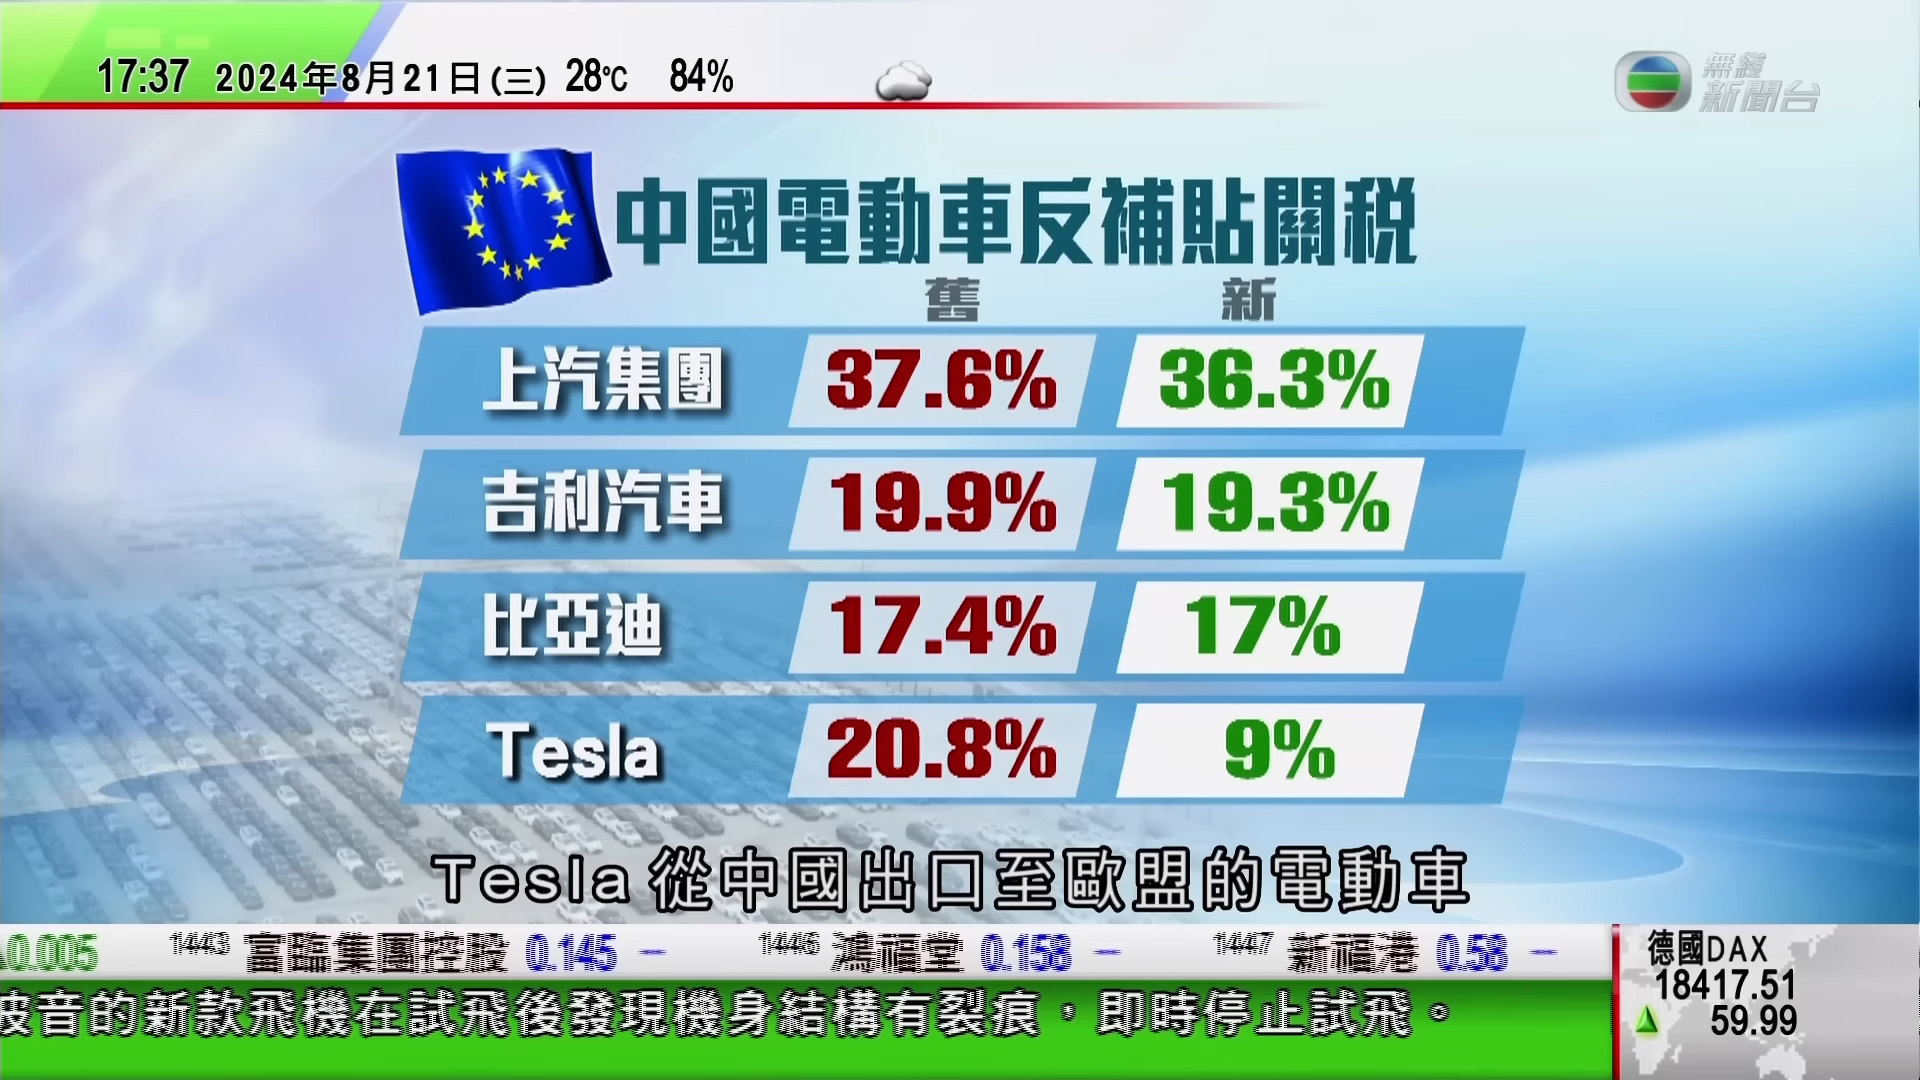 17:37 2024年8月21日(三) 28℃ 84%
無綫新聞台
中國電動車反補貼關税
舊 新
上汽集團 37.6% 36.3%
吉利汽車 19.9% 19.3%
比亞迪 17.4% 17%
Tesla 20.8% 9%
Tesla 從中國出口至歐盟的電動車
0.005 1443 富臨集團控股 0.145 – 1446 鴻福堂 0.158 – 1447 新福港 0.58 –
波音的新款飛機在試飛後發現機身結構有裂痕，即時停止試飛。
德國DAX
18417.51
59.99